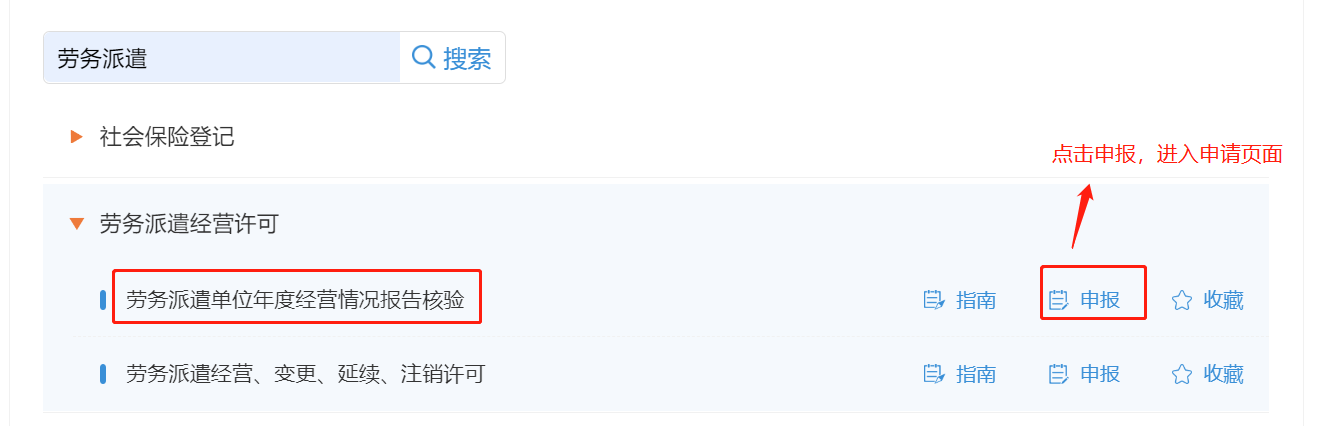 劳务派遣 搜索
社会保险登记
点击申报，进入申请页面
劳务派遣经营许可
劳务派遣单位年度经营情况报告核验 指南 申报 收藏
劳务派遣经营、变更、延续、注销许可 指南 申报 收藏